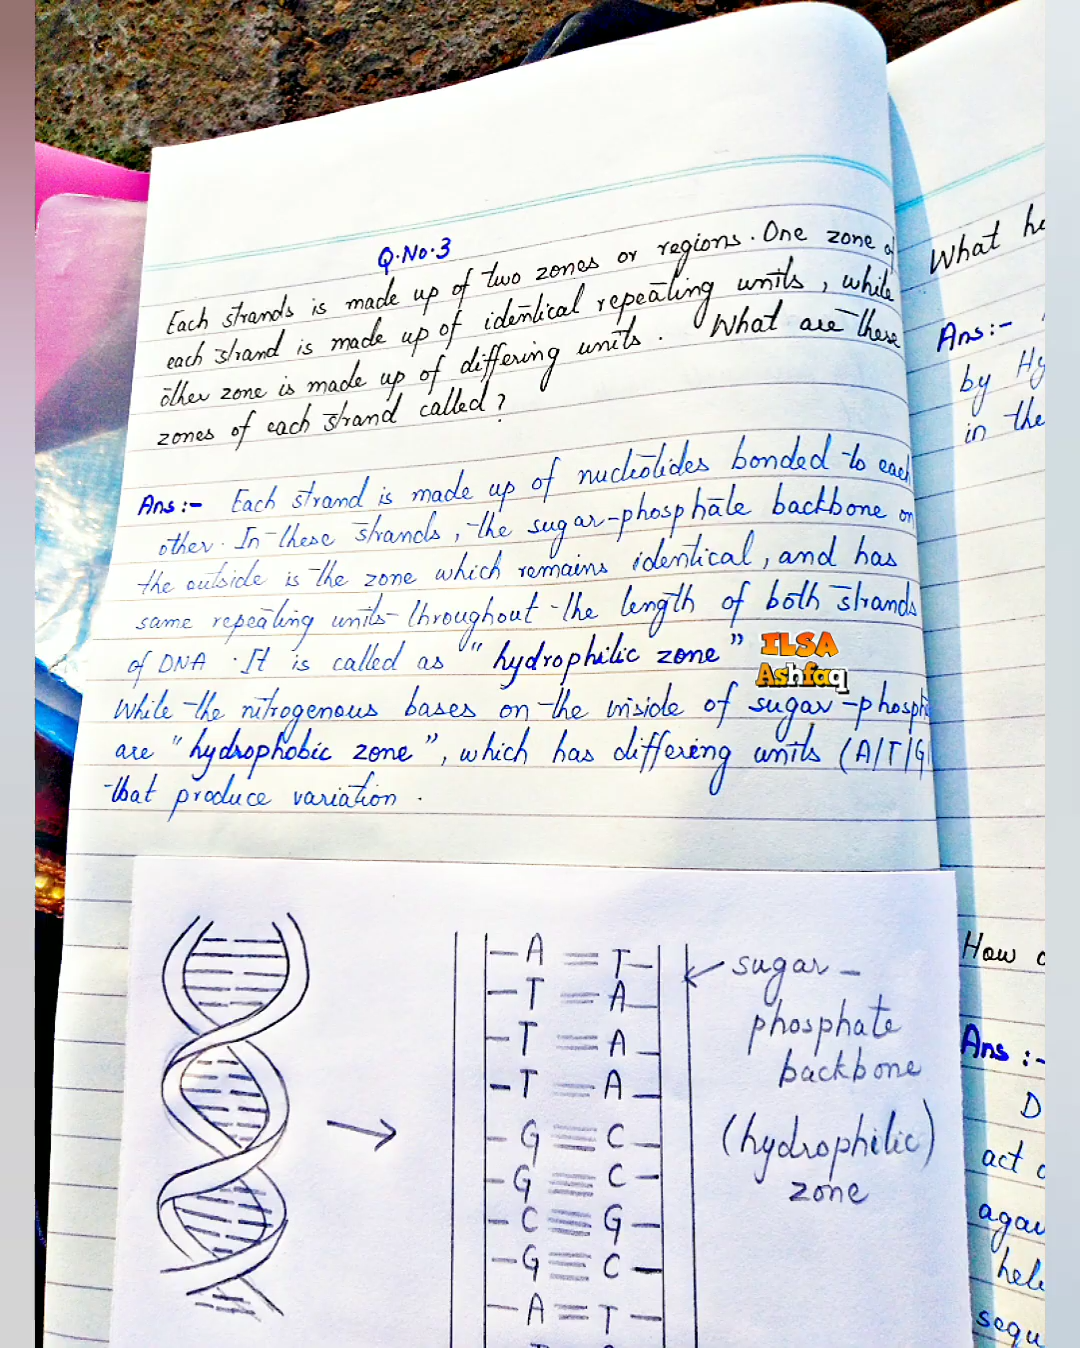 Q.No.3
Each strands is made up of two zones or regions. One zone of
each strand is made up of identical repeating units, while
other zone is made up of differing units. What are these
zones of each strand called?
Ans:- Each strand is made up of nucleotides bonded to each
other. In these strands, the sugar-phosphate backbone on
the outside is the zone which remains identical, and has
same repeating units throughout the length of both strands
of DNA. It is called as "hydrophilic zone"
ILSA
Ashfaq
While the nitrogenous bases on the inside of sugar-phosph
are "hydrophobic zone", which has differing units (A/T/G
that produce variation.
A T
T A
T A
T A
G C
G C
C G
G C
A T
sugar-
phosphate
backbone
(hydrophilic)
zone
What
Ans:-
by Hy
in the
How
Ans:-
D
act
agai
hel
sequ